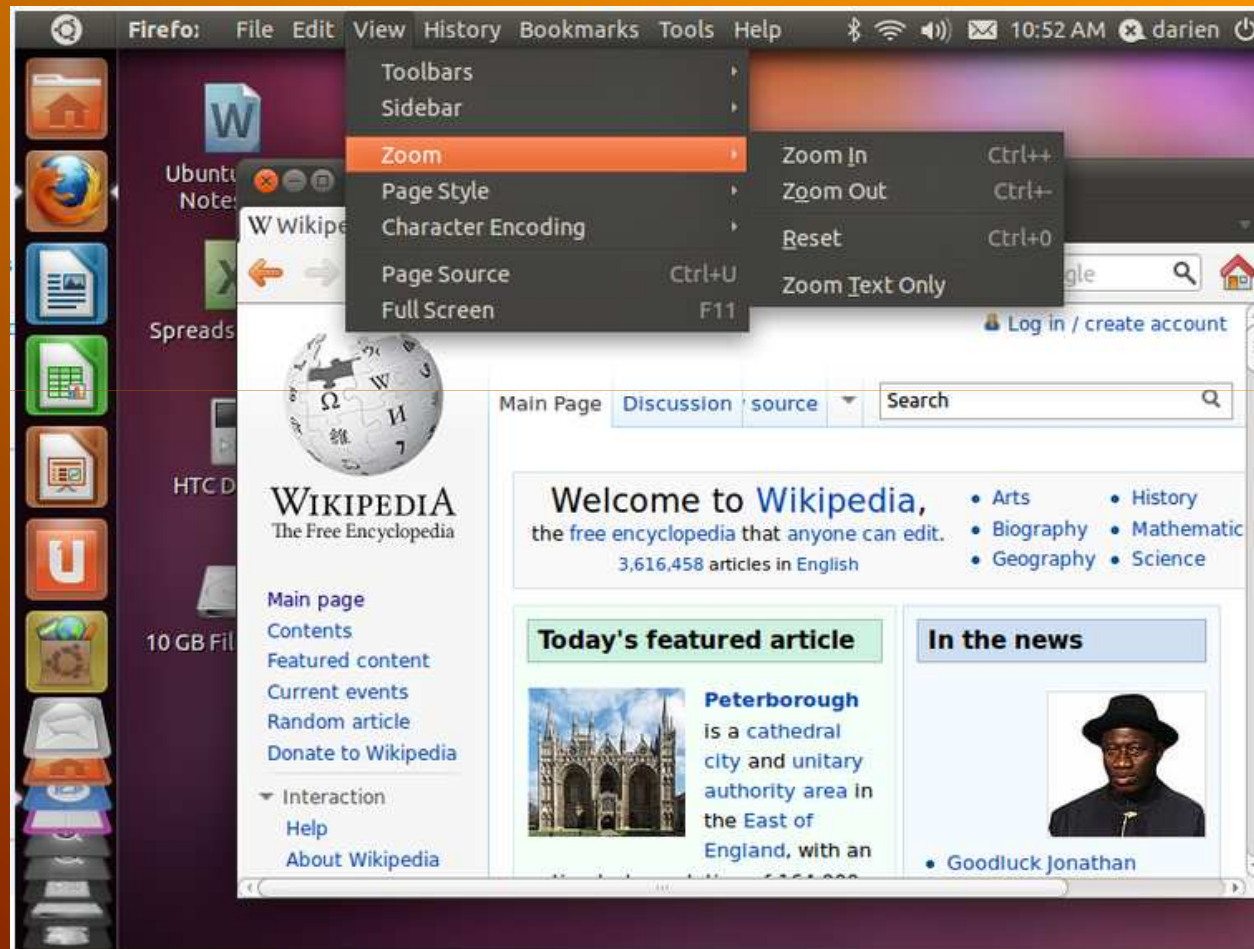 Firefo: File Edit View History Bookmarks Tools Help 10:52 AM darien
Toolbars
Sidebar
Zoom
Page Style
Character Encoding
Page Source Ctrl+U
Full Screen F11
Zoom In Ctrl++
Zoom Out Ctrl+-
Reset Ctrl+0
Zoom Text Only
Ubuntu
Note
Spreads
HTC D
10 GB Fil
W Wikipe
gle
Log in / create account
Main Page Discussion source Search
WIKIPEDIA
The Free Encyclopedia
Main page
Contents
Featured content
Current events
Random article
Donate to Wikipedia
Interaction
Help
About Wikipedia
Welcome to Wikipedia,
the free encyclopedia that anyone can edit.
3,616,458 articles in English
• Arts • History
• Biography • Mathematic
• Geography • Science
Today's featured article
Peterborough
is a cathedral
city and unitary
authority area in
the East of
England, with an
In the news
• Goodluck Jonathan